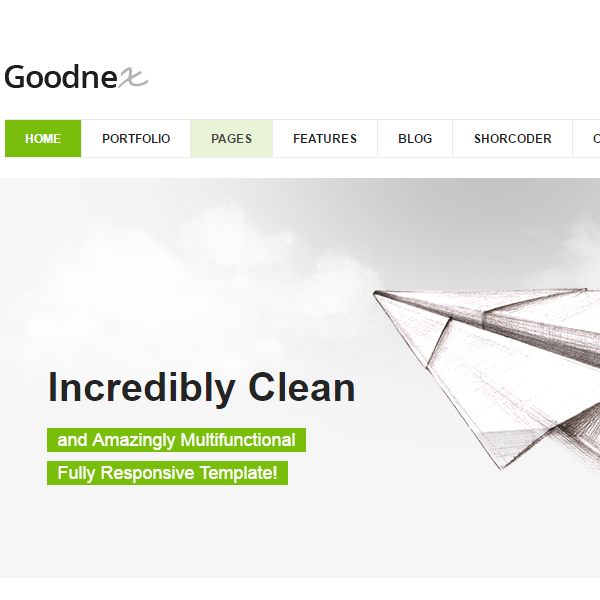 Goodnex
HOME PORTFOLIO PAGES FEATURES BLOG SHORCODER
Incredibly Clean
and Amazingly Multifunctional
Fully Responsive Template!